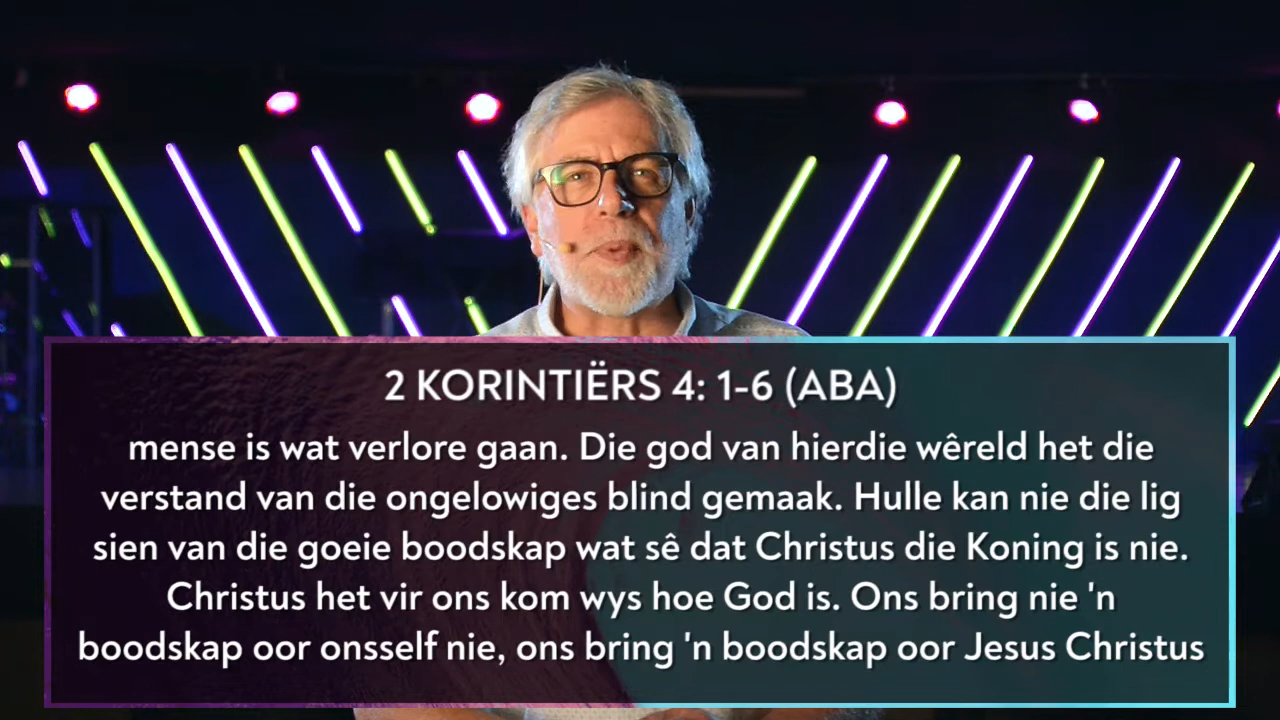 2 KORINTIËRS 4: 1-6 (ABA)
mense is wat verlore gaan. Die god van hierdie wêreld het die
verstand van die ongelowiges blind gemaak. Hulle kan nie die lig
sien van die goeie boodskap wat sê dat Christus die Koning is nie.
Christus het vir ons kom wys hoe God is. Ons bring nie 'n
boodskap oor onsself nie, ons bring 'n boodskap oor Jesus Christus